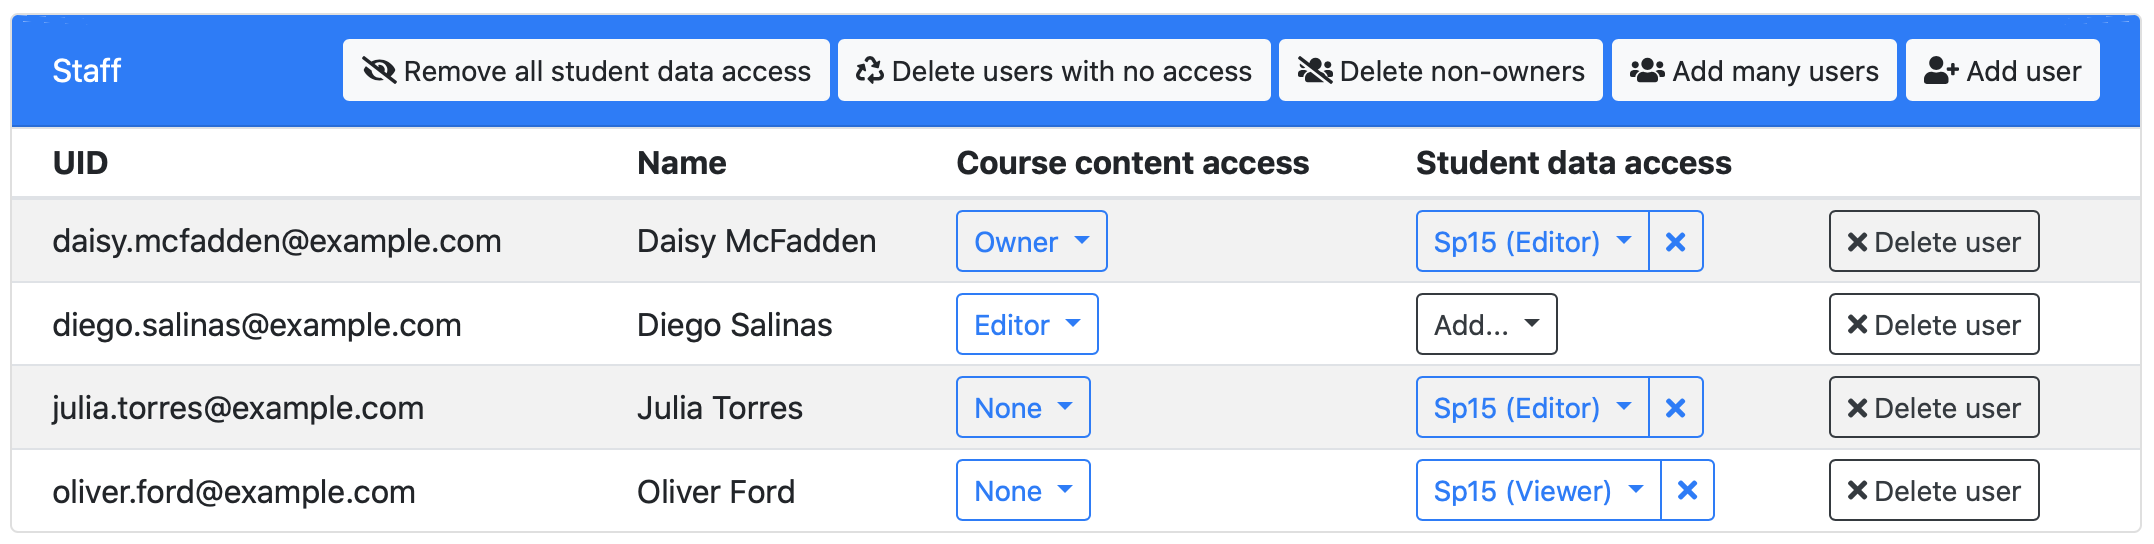 Staff Remove all student data access Delete users with no access Delete non-owners Add many users Add user
UID Name Course content access Student data access
daisy.mcfadden@example.com Daisy McFadden Owner Sp15 (Editor) Delete user
diego.salinas@example.com Diego Salinas Editor Add... Delete user
julia.torres@example.com Julia Torres None Sp15 (Editor) Delete user
oliver.ford@example.com Oliver Ford None Sp15 (Viewer) Delete user